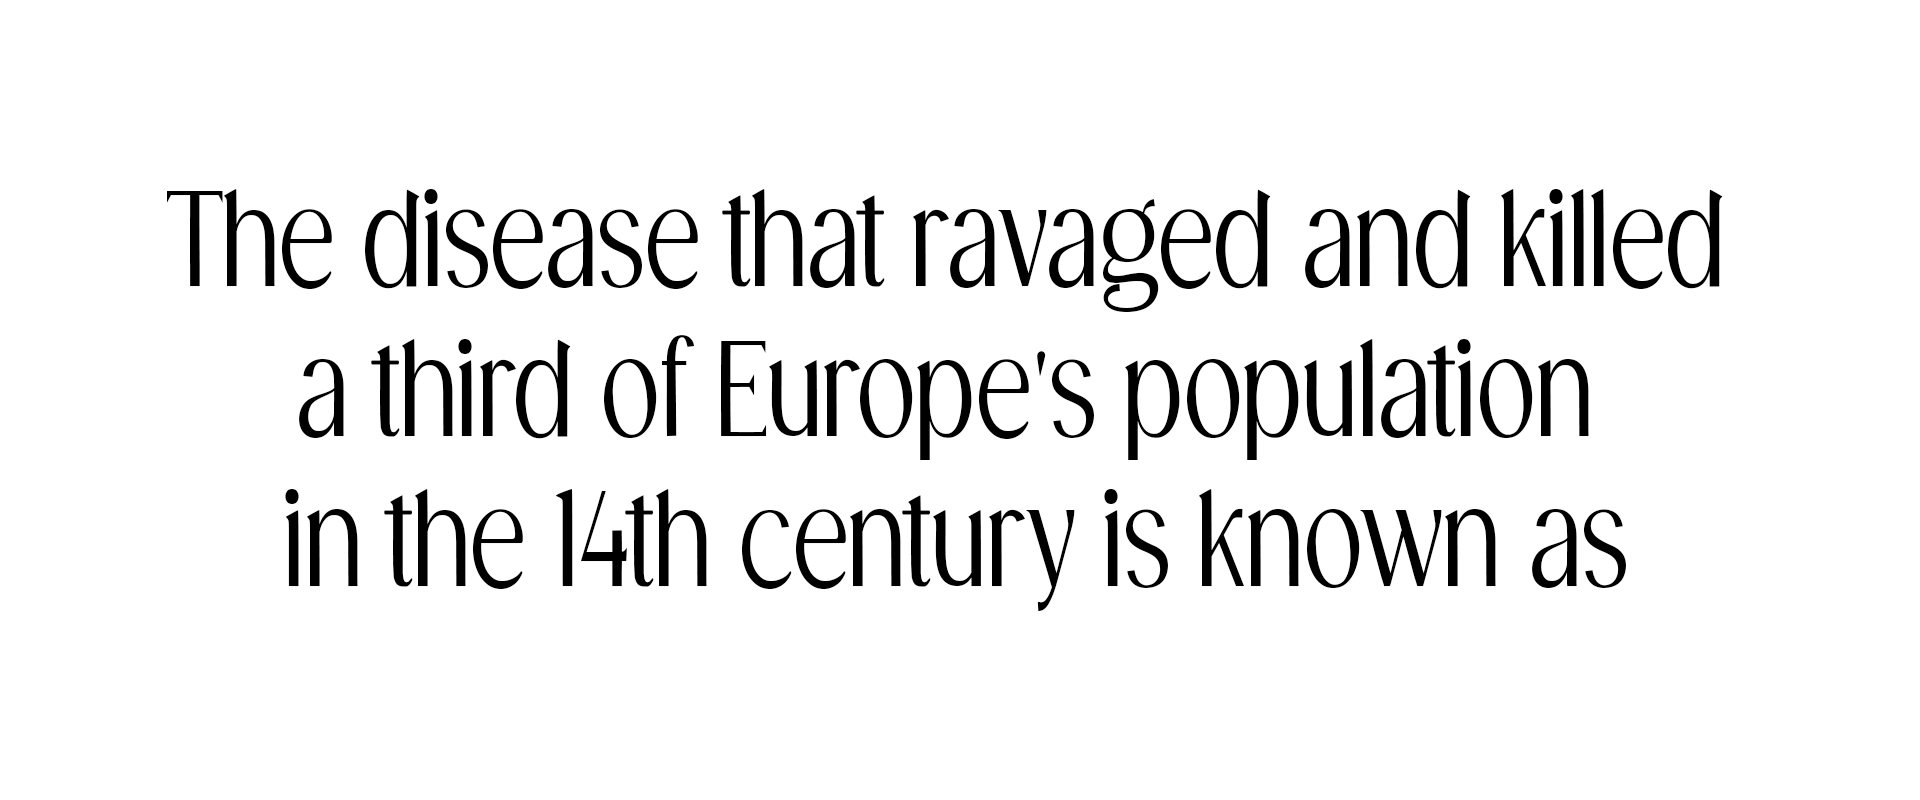 The disease that ravaged and killed
a third of Europe's population
in the 14th century is known as